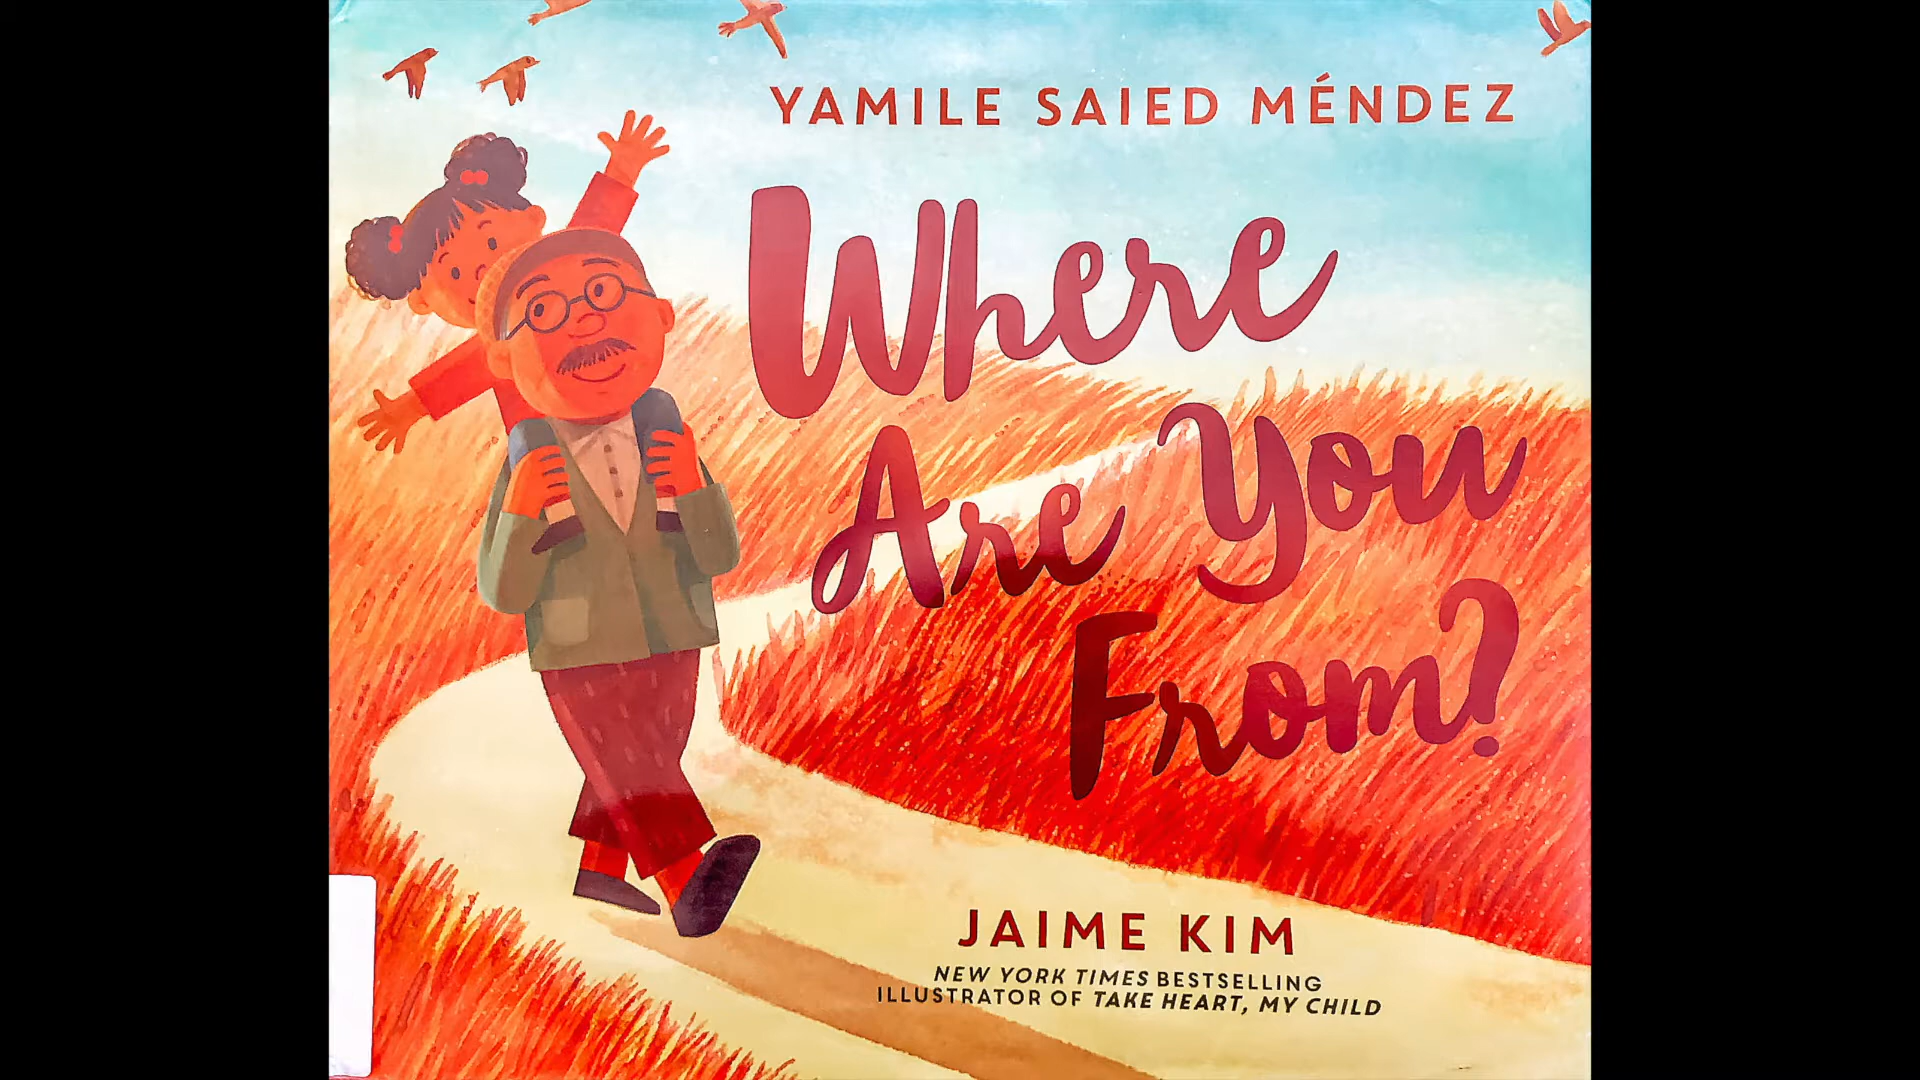 YAMILE SAIED MÉNDEZ
Where
Are You
From?
JAIME KIM
NEW YORK TIMES BESTSELLING
ILLUSTRATOR OF TAKE HEART, MY CHILD